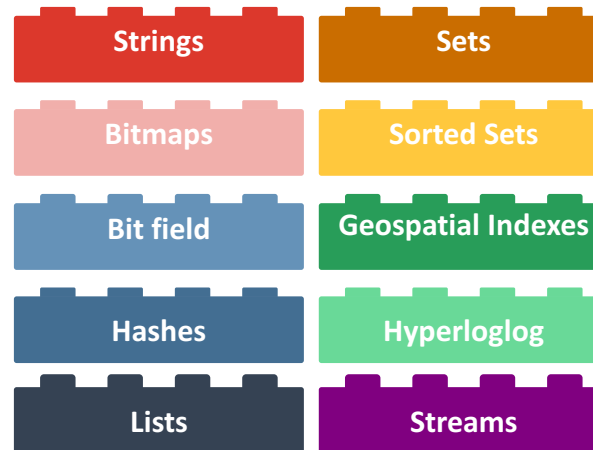 Strings
Sets
Bitmaps
Sorted Sets
Bit field
Geospatial Indexes
Hashes
Hyperloglog
Lists
Streams